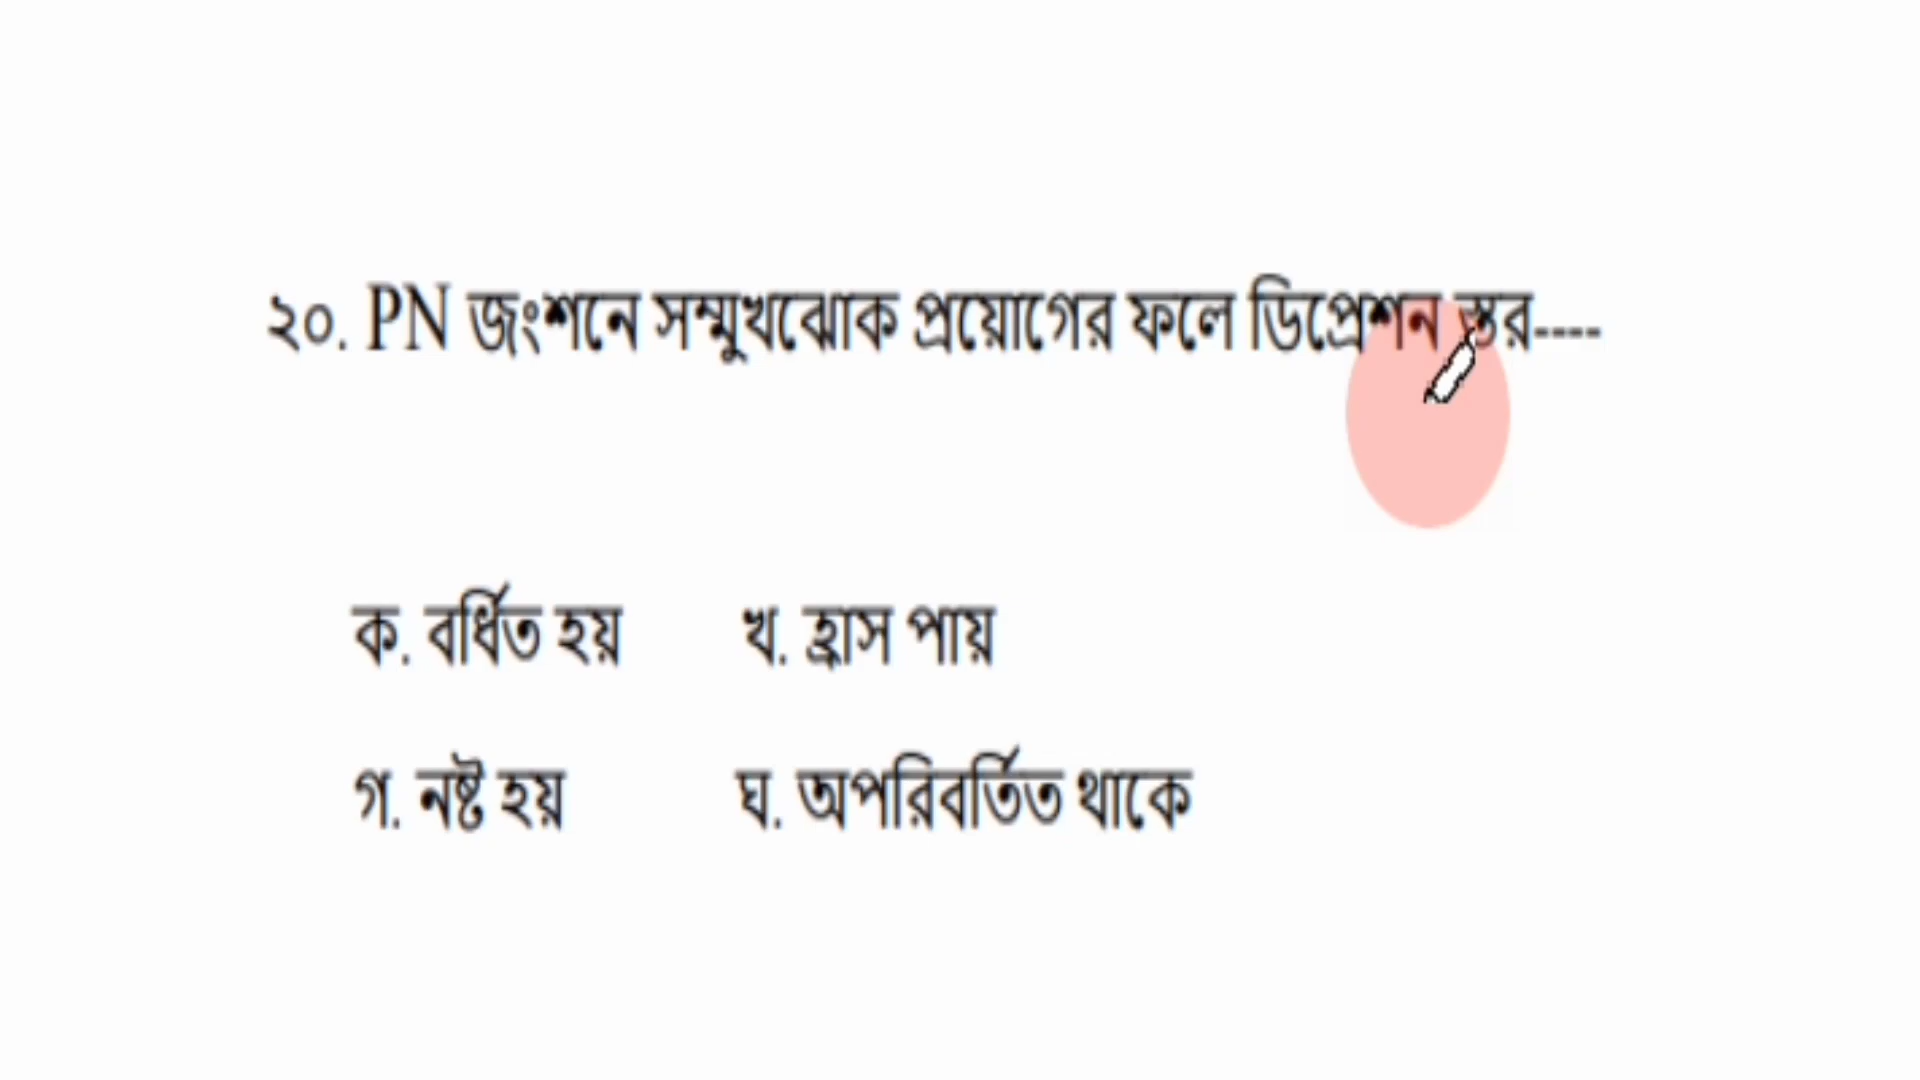 ২০. PN জংশনে সম্মুখঝোক প্রয়োগের ফলে ডিপ্রেশন স্তর----
ক. বর্ধিত হয় খ. হ্রাস পায়
গ. নষ্ট হয় ঘ. অপরিবর্তিত থাকে